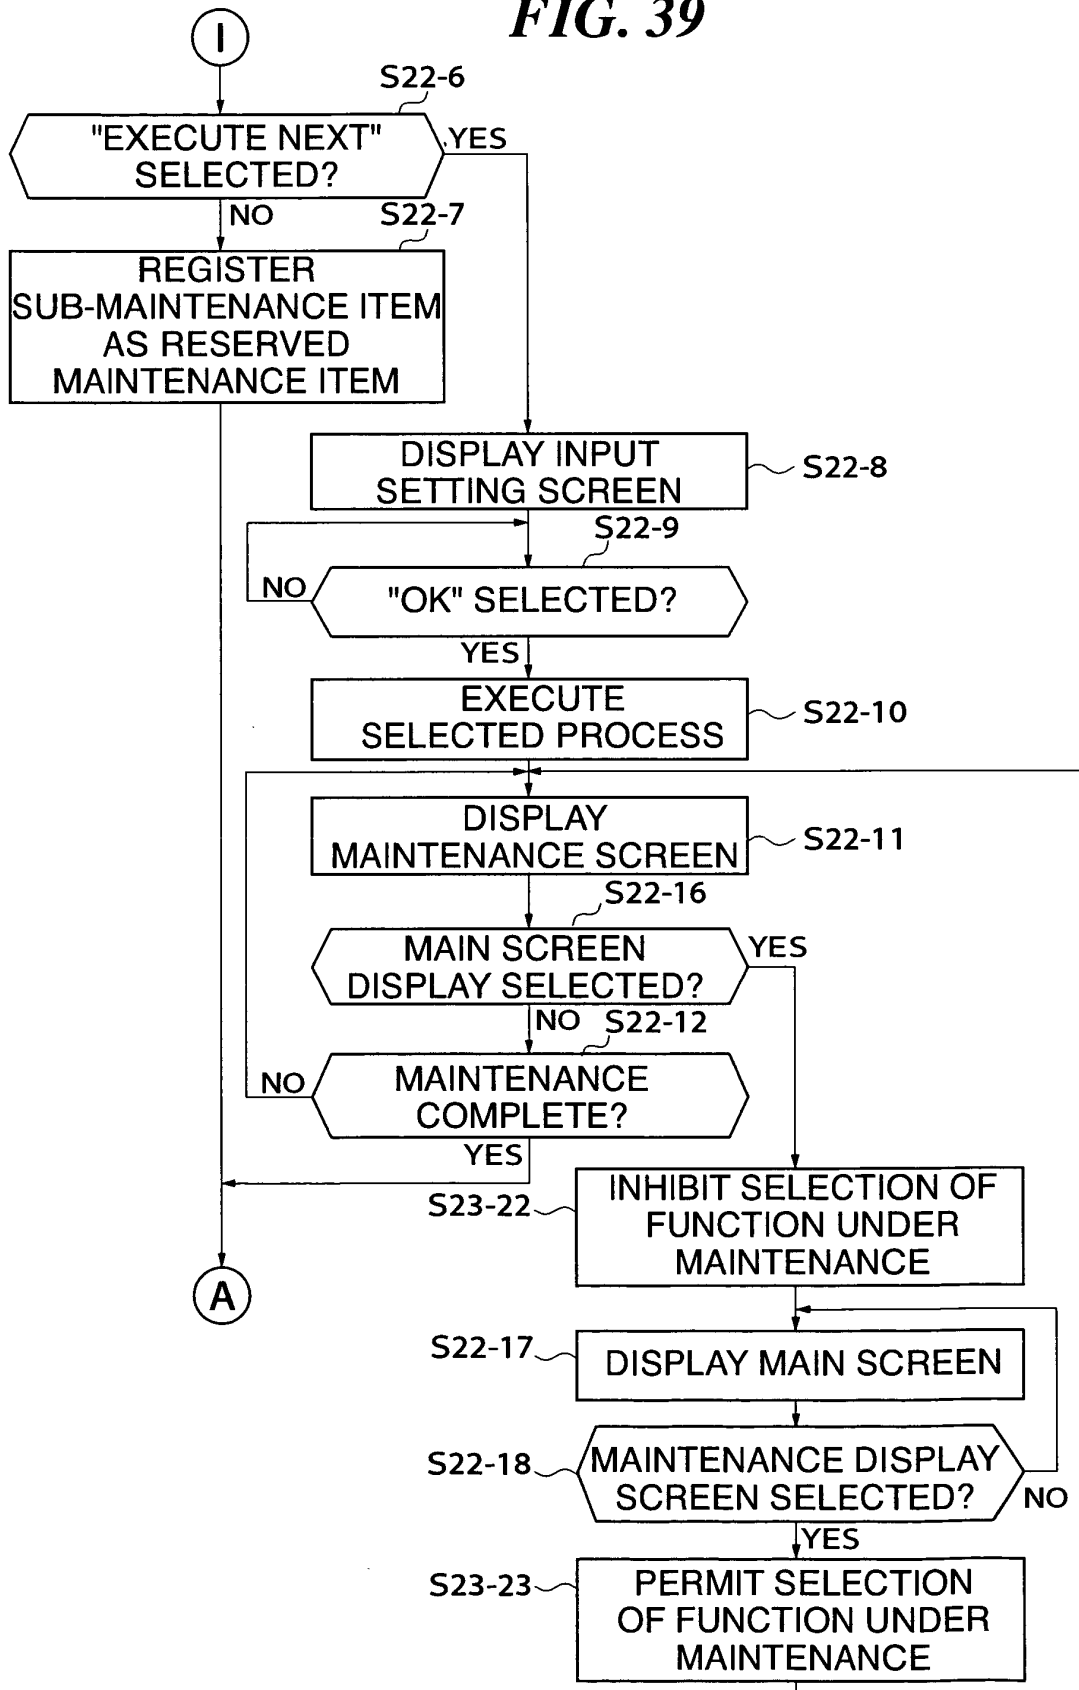 FIG. 39
I
S22-6
"EXECUTE NEXT"
SELECTED?
YES
NO
S22-7
REGISTER
SUB-MAINTENANCE ITEM
AS RESERVED
MAINTENANCE ITEM
DISPLAY INPUT
SETTING SCREEN
S22-8
S22-9
NO
"OK" SELECTED?
YES
EXECUTE
SELECTED PROCESS
S22-10
DISPLAY
MAINTENANCE SCREEN
S22-11
S22-16
MAIN SCREEN
DISPLAY SELECTED?
YES
NO
S22-12
NO
MAINTENANCE
COMPLETE?
YES
S23-22
INHIBIT SELECTION OF
FUNCTION UNDER
MAINTENANCE
A
S22-17
DISPLAY MAIN SCREEN
S22-18
MAINTENANCE DISPLAY
SCREEN SELECTED?
NO
YES
S23-23
PERMIT SELECTION
OF FUNCTION UNDER
MAINTENANCE